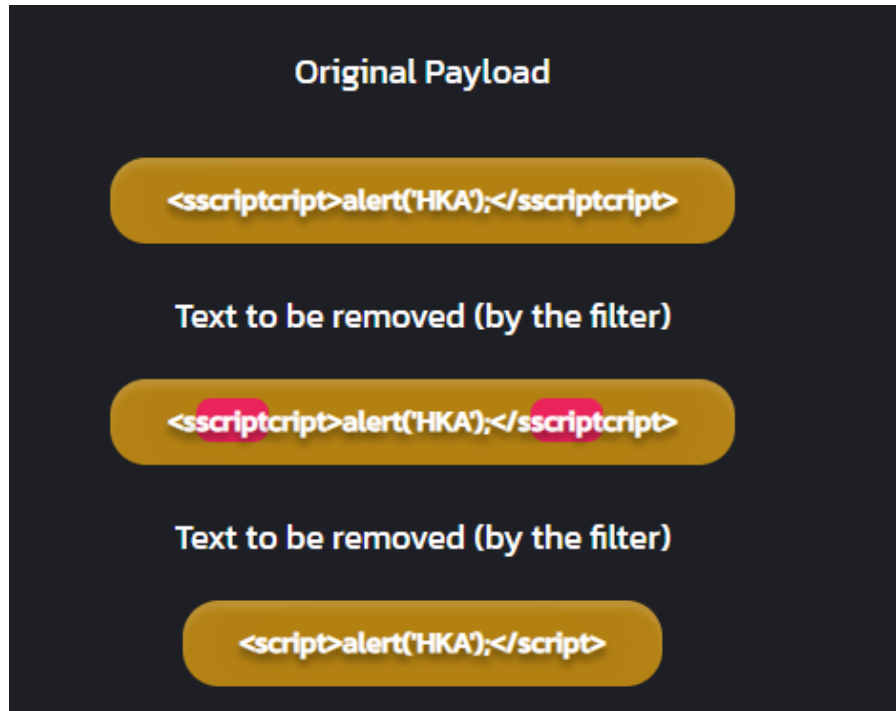 Original Payload
<sscriptcript>alert('HKA');</sscriptcript>
Text to be removed (by the filter)
<sscriptcript>alert('HKA');</sscriptcript>
Text to be removed (by the filter)
<script>alert('HKA');</script>